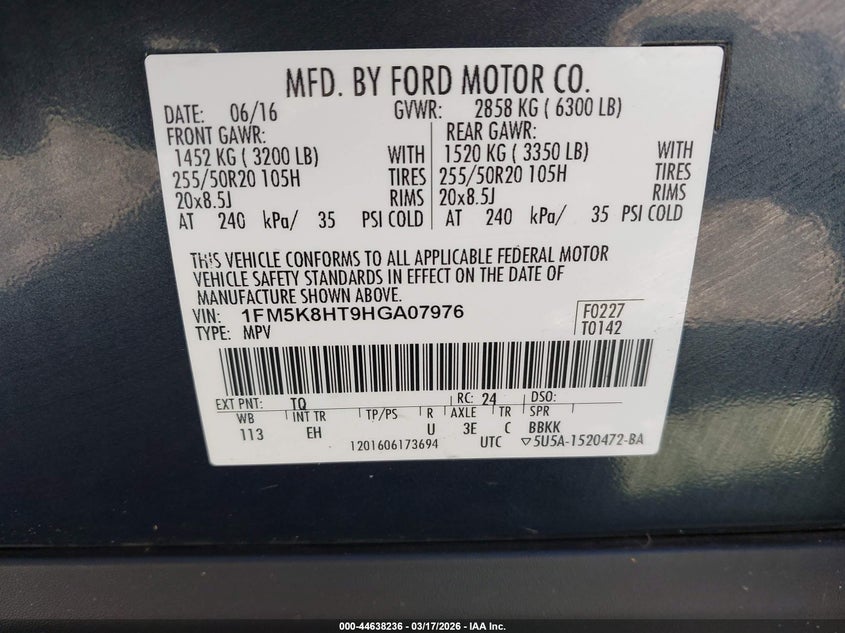 MFD. BY FORD MOTOR CO.
DATE: 06/16 GVWR: 2858 KG ( 6300 LB)
FRONT GAWR: REAR GAWR:
1452 KG ( 3200 LB) WITH 1520 KG ( 3350 LB)
255/50R20 105H TIRES 255/50R20 105H
20x8.5J RIMS 20x8.5J
AT 240 kPa/ 35 PSI COLD AT 240 kPa/ 35 PSI COLD
THIS VEHICLE CONFORMS TO ALL APPLICABLE FEDERAL MOTOR
VEHICLE SAFETY STANDARDS IN EFFECT ON THE DATE OF
MANUFACTURE SHOWN ABOVE.
VIN: 1FM5K8HT9HGA07976 F0227
TYPE: MPV T0142
EXT PNT: TQ RC: 24 DSO:
WB INT TR TP/PS R AXLE TR SPR
113 EH U 3E C BBKK
1201606173694 UTC ▽5U5A-1520472-BA
000-44638236 - 03/17/2026 - IAA Inc.